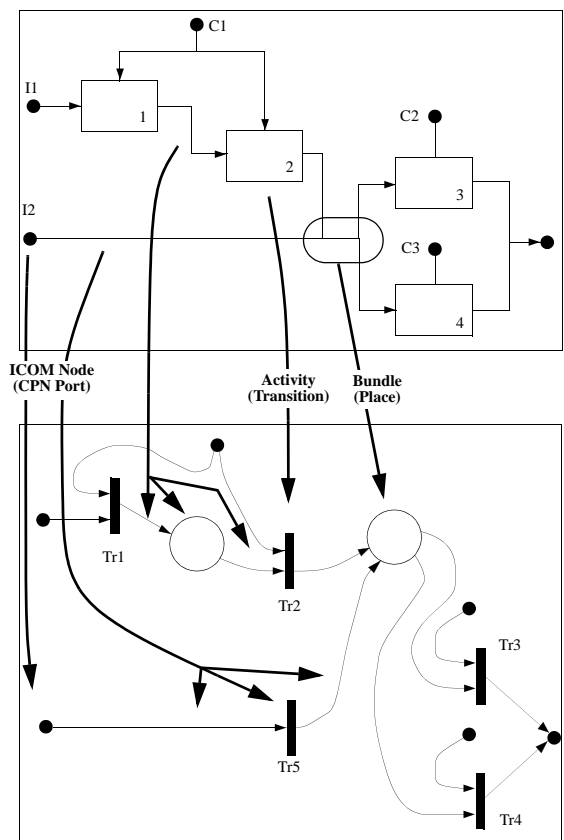 C1
I1
1
C2
2
3
I2
C3
4
ICOM Node
(CPN Port)
Activity
(Transition)
Bundle
(Place)
Tr1
Tr2
Tr3
Tr5
Tr4